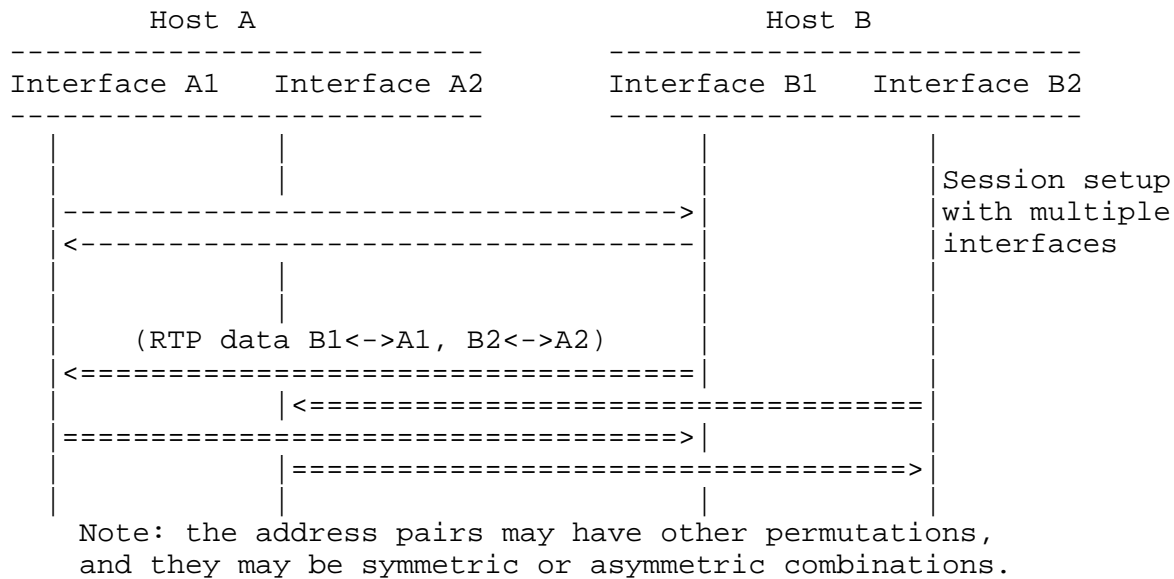 Host A Host B
--------------------------- ---------------------------
Interface A1 Interface A2 Interface B1 Interface B2
--------------------------- ---------------------------
| | | |
| | | |Session setup
|----------------------------------->| |with multiple
|<-----------------------------------| |interfaces
| | | |
| | | |
| (RTP data B1<->A1, B2<->A2) | |
|<===================================| |
| |<===================================|
|===================================>| |
| |===================================>|
| | | |
Note: the address pairs may have other permutations,
and they may be symmetric or asymmetric combinations.